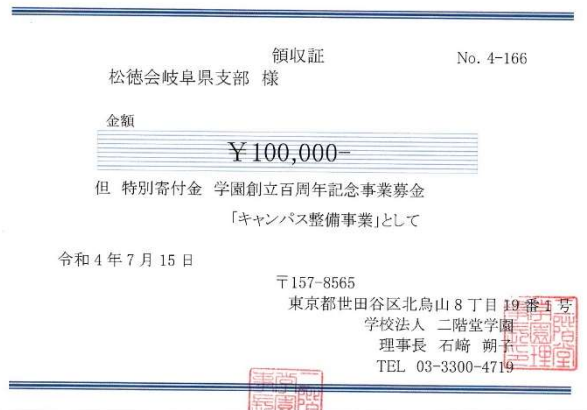 領収証
No. 4-166
松徳会岐阜県支部 様
金額
￥100,000-
但 特別寄付金 学園創立百周年記念事業募金
「キャンパス整備事業」として
令和4年7月15日
〒157-8565
東京都世田谷区北烏山8丁目19番1号
学校法人 二階堂学園
理事長 石﨑 朔子
TEL 03-3300-4719